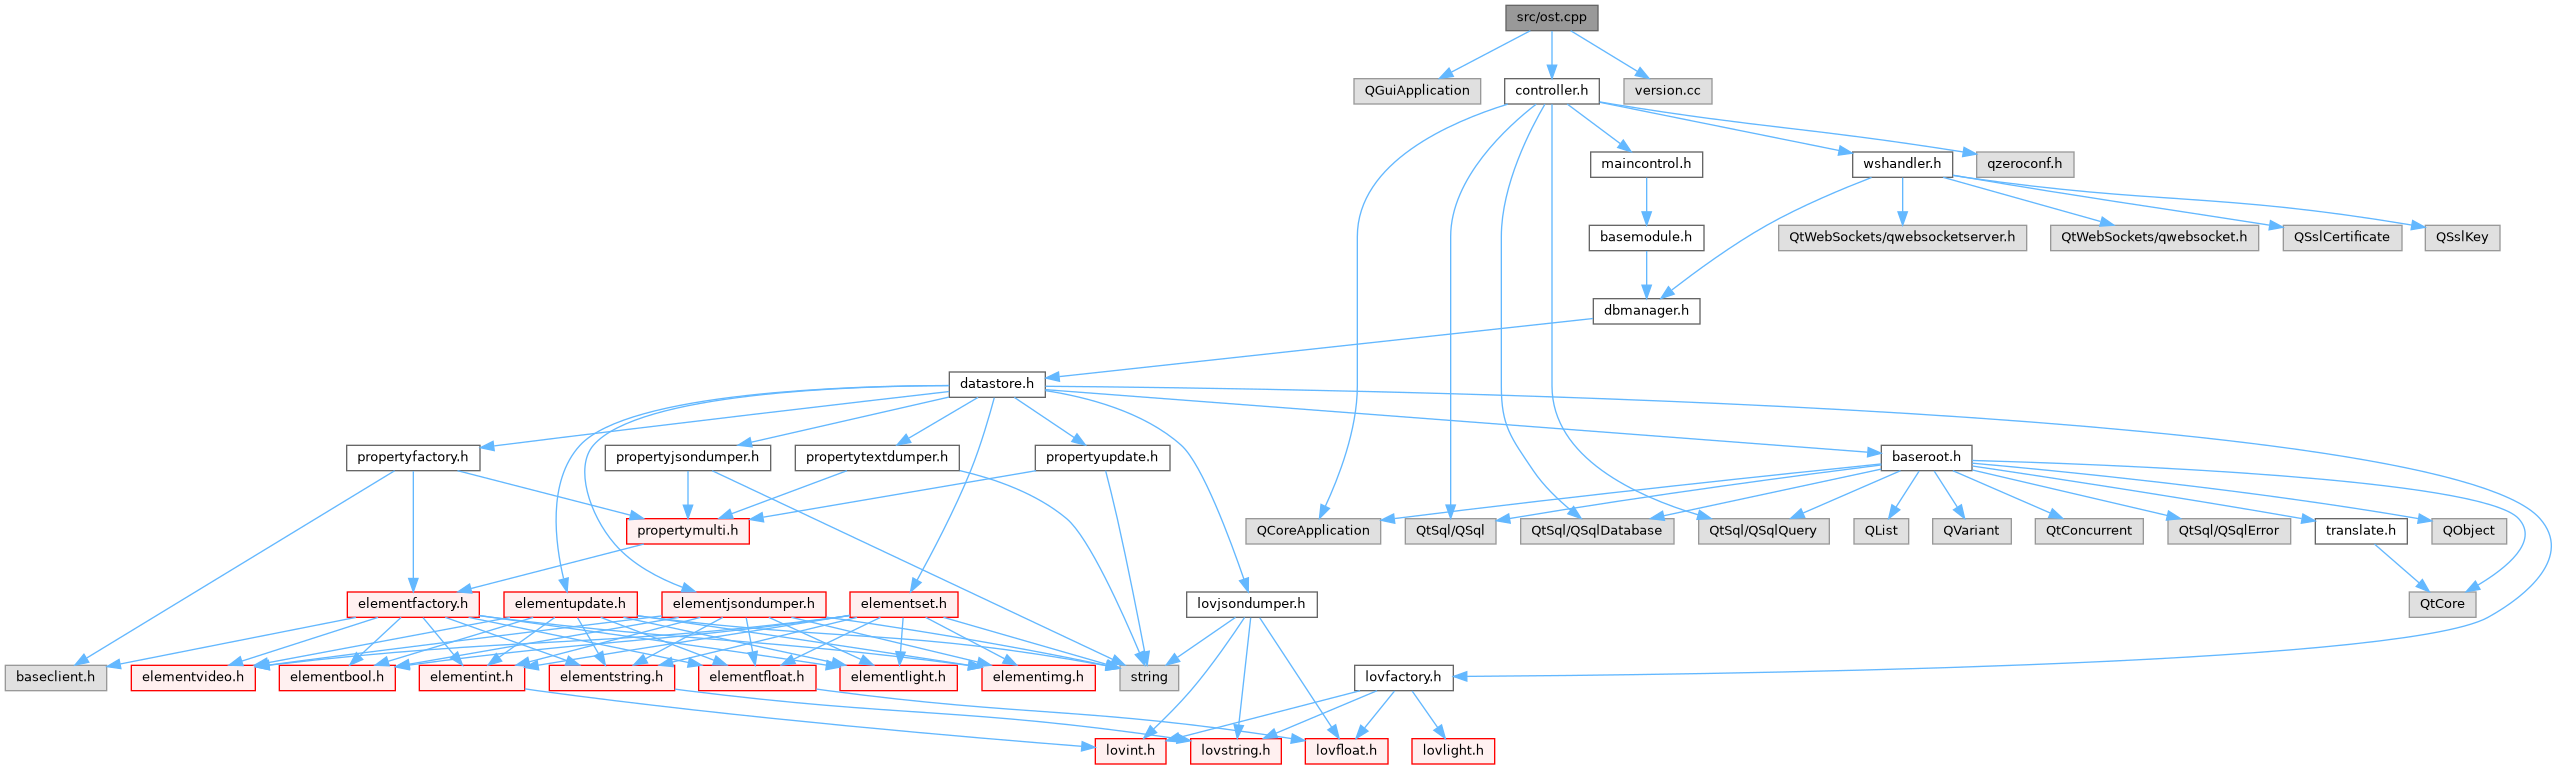 src/ost.cpp
QGuiApplication
controller.h
version.cc
maincontrol.h
wshandler.h
qzeroconf.h
basemodule.h
QtWebSockets/qwebsocketserver.h
QtWebSockets/qwebsocket.h
QSslCertificate
QSslKey
dbmanager.h
datastore.h
propertyfactory.h
propertyjsondumper.h
propertytextdumper.h
propertyupdate.h
baseroot.h
propertymulti.h
QCoreApplication
QtSql/QSql
QtSql/QSqlDatabase
QtSql/QSqlQuery
QList
QVariant
QtConcurrent
QtSql/QSqlError
translate.h
QObject
elementfactory.h
elementupdate.h
elementjsondumper.h
elementset.h
lovjsondumper.h
QtCore
baseclient.h
elementvideo.h
elementbool.h
elementint.h
elementstring.h
elementfloat.h
elementlight.h
elementimg.h
string
lovfactory.h
lovint.h
lovstring.h
lovfloat.h
lovlight.h